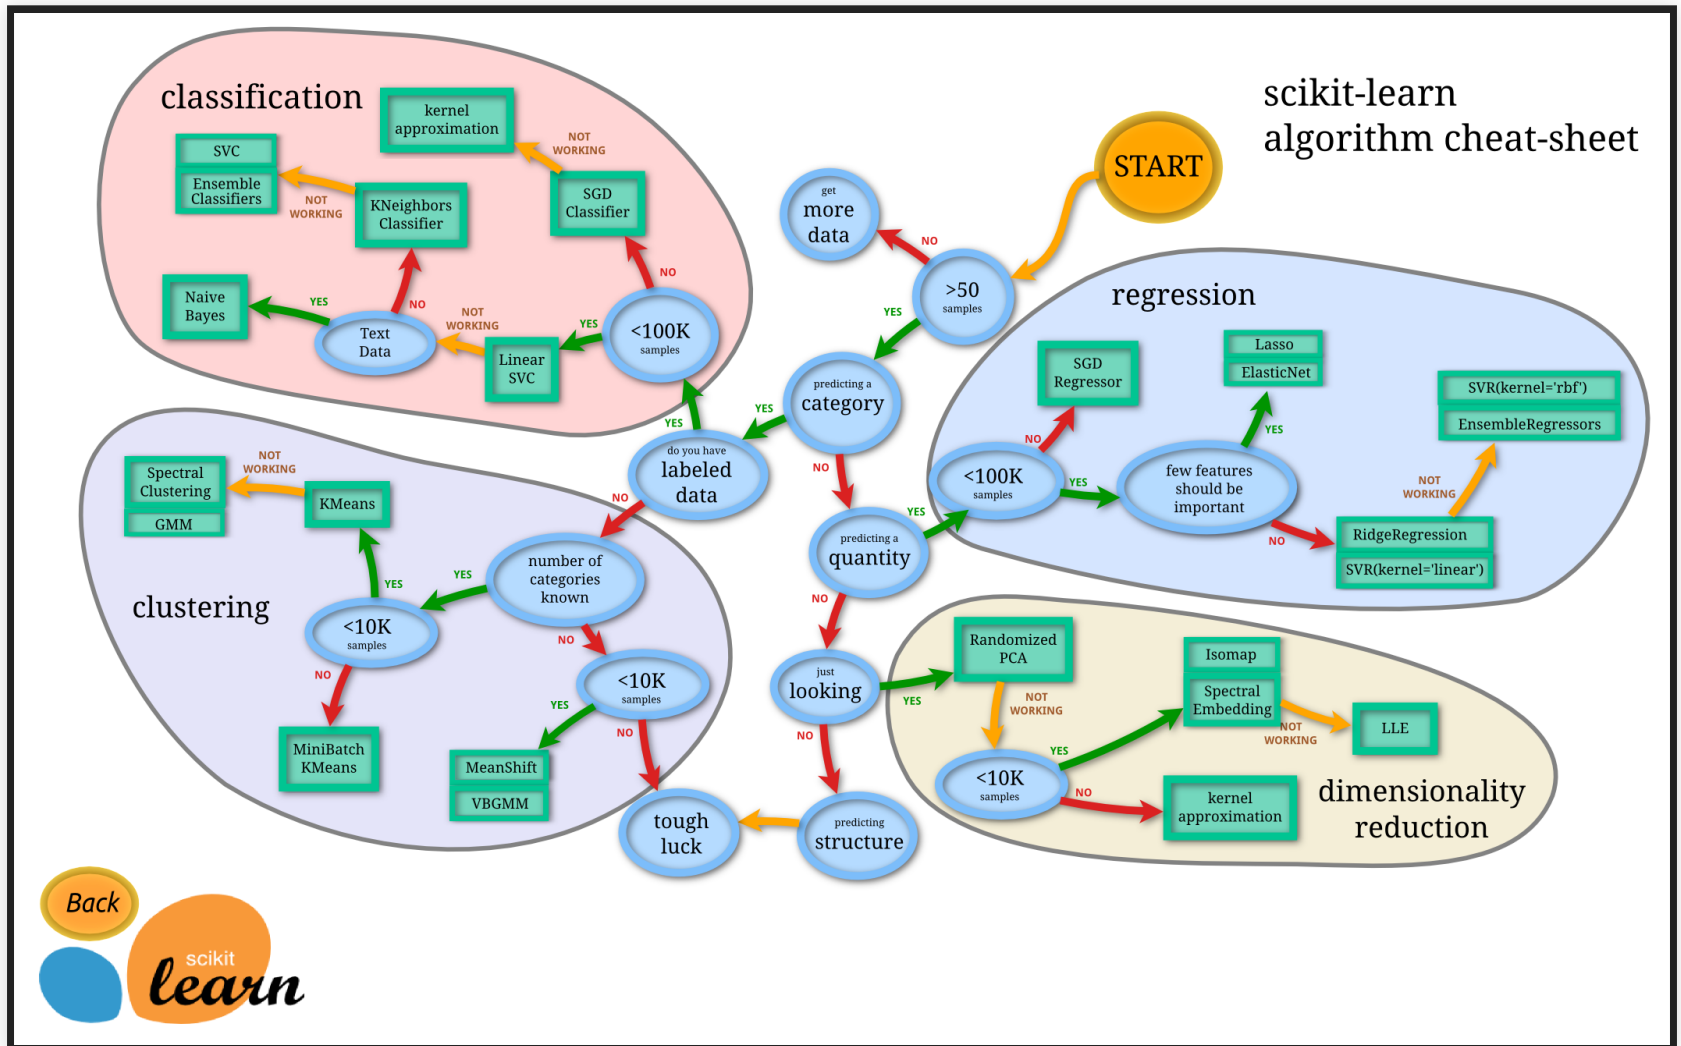 scikit-learn
algorithm cheat-sheet
START
classification
kernel
approximation
NOT
WORKING
SVC
Ensemble
Classifiers
NOT
WORKING
KNeighbors
Classifier
SGD
Classifier
NO
Naive
Bayes
YES
NO
Text
Data
NOT
WORKING
Linear
SVC
YES
<100K
samples
get
more
data
NO
>50
samples
YES
predicting a
category
YES
YES
do you have
labeled
data
NO
NO
predicting a
quantity
YES
NO
just
looking
YES
NO
predicting
structure
tough
luck
regression
SGD
Regressor
NO
<100K
samples
YES
Lasso
ElasticNet
YES
few features
should be
important
NO
SVR(kernel='rbf')
EnsembleRegressors
NOT
WORKING
RidgeRegression
SVR(kernel='linear')
clustering
Spectral
Clustering
GMM
NOT
WORKING
KMeans
YES
<10K
samples
YES
number of
categories
known
NO
NO
MiniBatch
KMeans
<10K
samples
YES
NO
MeanShift
VBGMM
dimensionality
reduction
Randomized
PCA
NOT
WORKING
<10K
samples
YES
NO
Isomap
Spectral
Embedding
NOT
WORKING
LLE
kernel
approximation
Back
scikit
learn